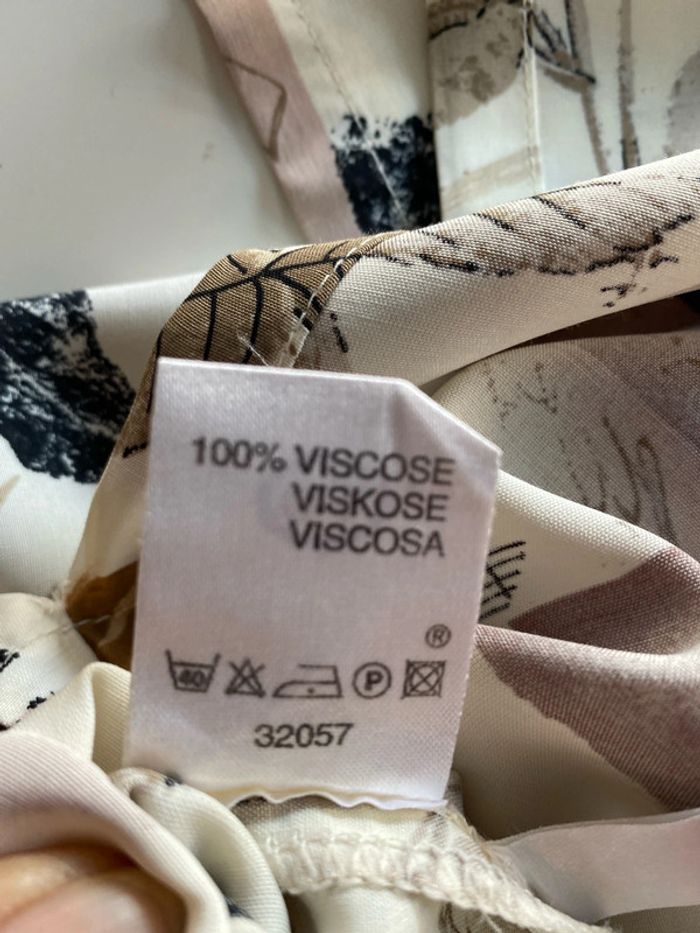 100% VISCOSE
VISKOSE
VISCOSA
®
40 P
32057